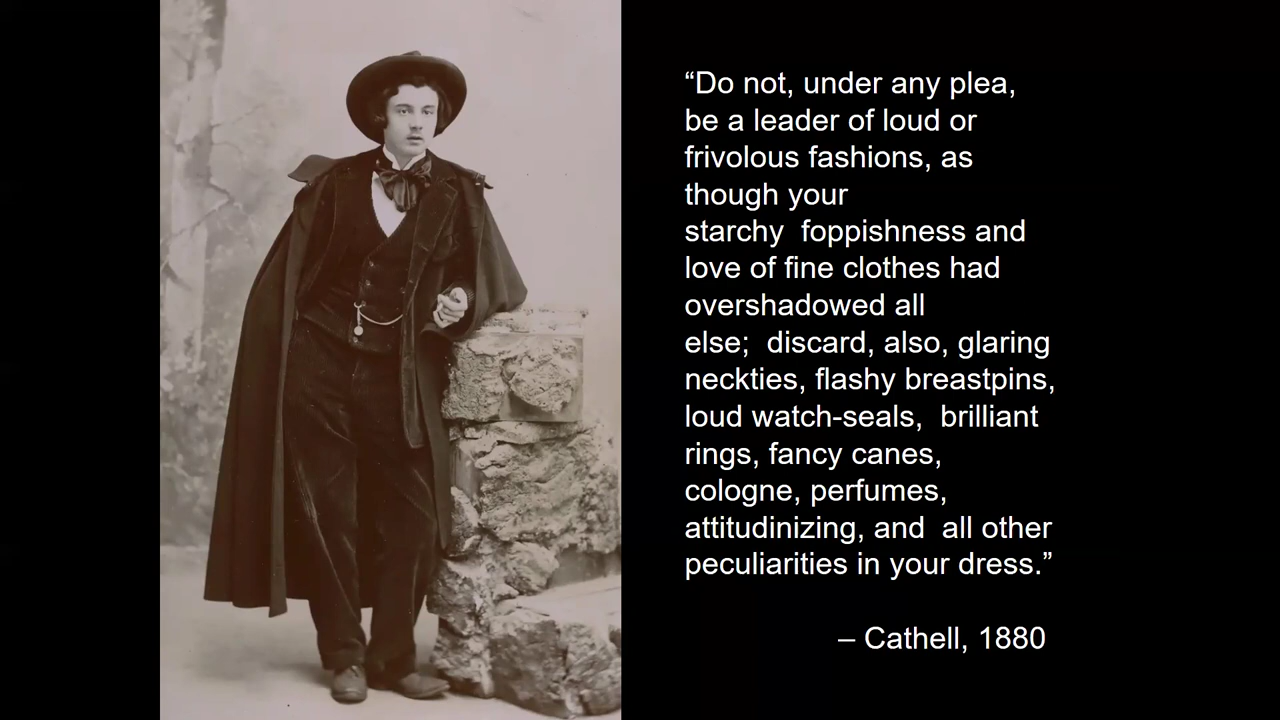 “Do not, under any plea,
be a leader of loud or
frivolous fashions, as
though your
starchy  foppishness and
love of fine clothes had
overshadowed all
else;  discard, also, glaring
neckties, flashy breastpins,
loud watch-seals,  brilliant
rings, fancy canes,
cologne, perfumes,
attitudinizing, and  all other
peculiarities in your dress.”
– Cathell, 1880